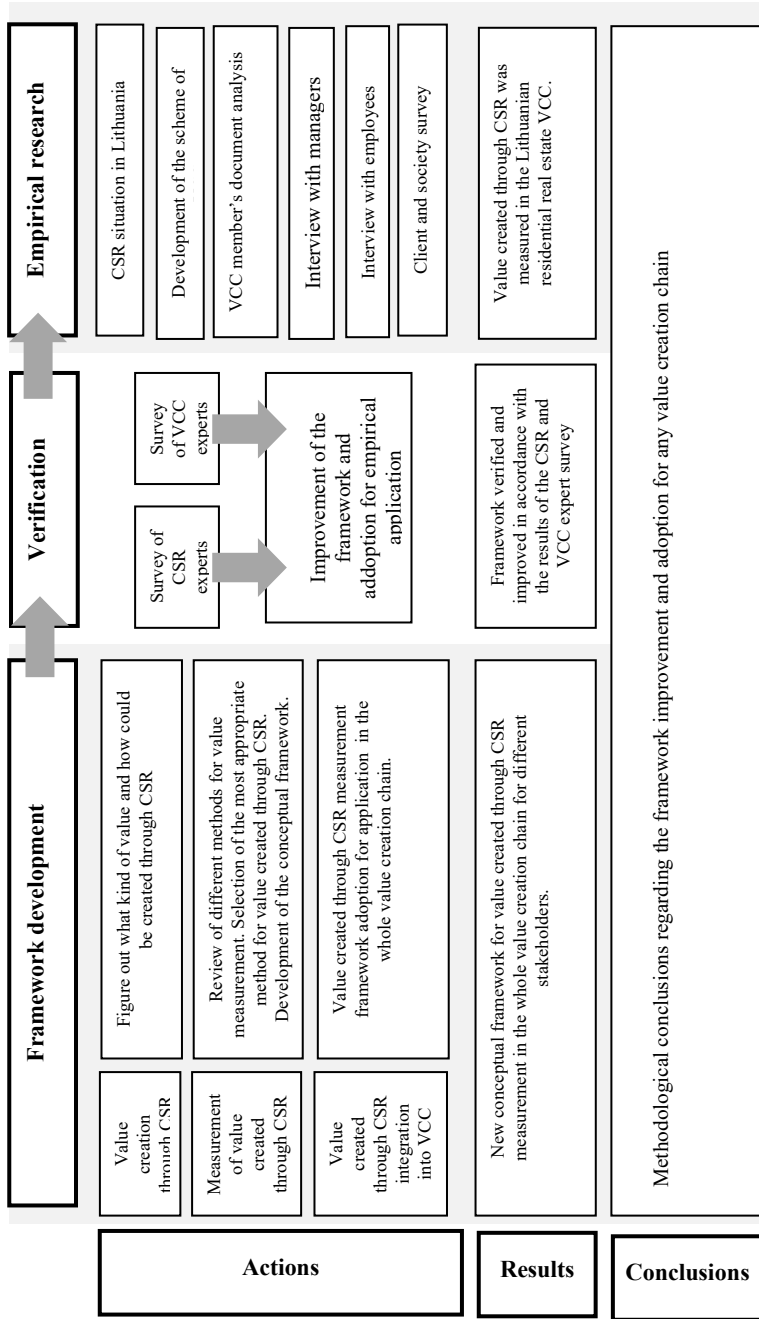 Framework development
Verification
Empirical research
Actions
Value
creation
through CSR
Figure out what kind of value and how could
be created through CSR
Measurement
of value
created
through CSR
Review of different methods for value
measurement. Selection of the most appropriate
method for value created through CSR.
Development of the conceptual framework.
Value
created
through CSR
integration
into VCC
Value created through CSR measurement
framework adoption for application in the
whole value creation chain.
Survey of
CSR
experts
Survey
of VCC
experts
Improvement of the
framework and
addoption for empirical
application
CSR situation in Lithuania
Development of the scheme of
VCC member's document analysis
Interview with managers
Interview with employees
Client and society survey
Results
New conceptual framework for value created through CSR
measurement in the whole value creation chain for different
stakeholders.
Framework verified and
improved in accordance with
the results of the CSR and
VCC expert survey
Value created through CSR was
measured in the Lithuanian
residential real estate VCC.
Conclusions
Methodological conclusions regarding the framework improvement and adoption for any value creation chain